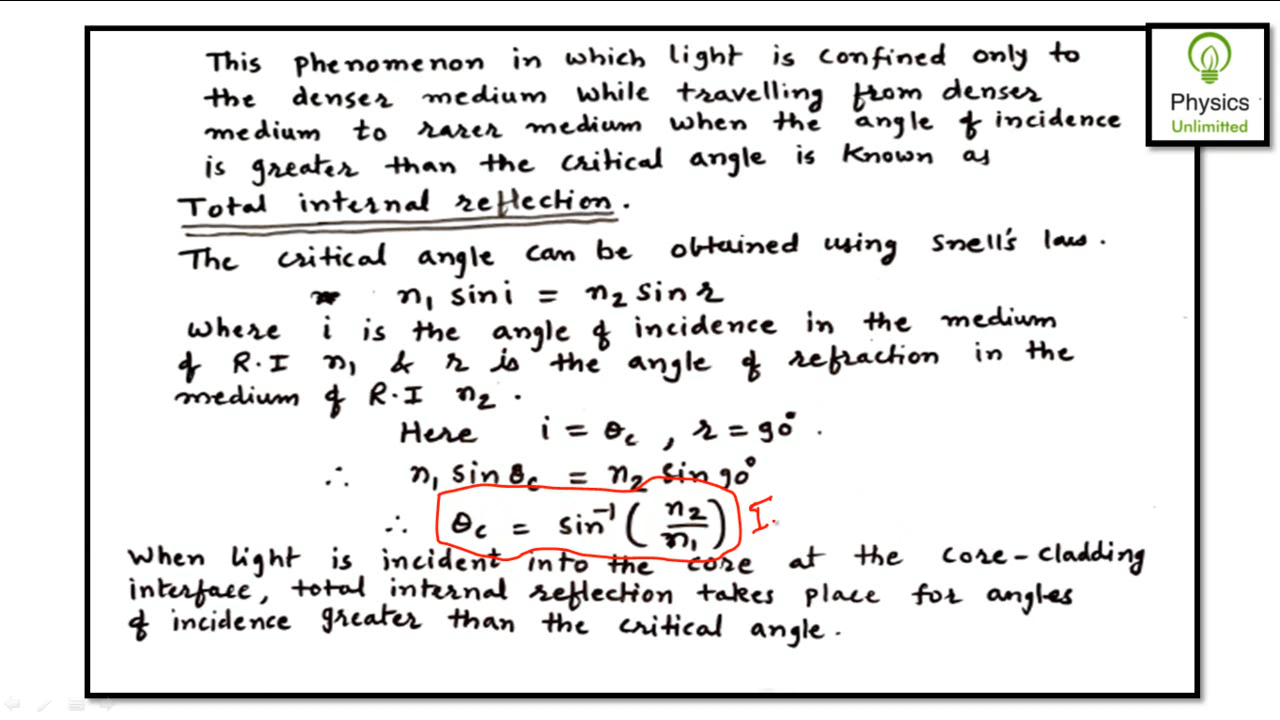 This phenomenon in which light is confined only to
the denser medium while travelling from denser
medium to rarer medium when the angle of incidence
is greater than the critical angle is known as
Total internal reflection.
The critical angle can be obtained using Snell's law.
n₁ sin i = n₂ sin r
where i is the angle of incidence in the medium
of R.I n₁ & r is the angle of refraction in the
medium of R.I n₂.
Here i = θc , r = 90°.
∴ n₁ sin θc = n₂ sin 90°
∴ θc = sin⁻¹ ( n₂/n₁ ) I.
When light is incident into the core at the core-cladding
interface, total internal reflection takes place for angles
of incidence greater than the critical angle.
Physics
Unlimitted